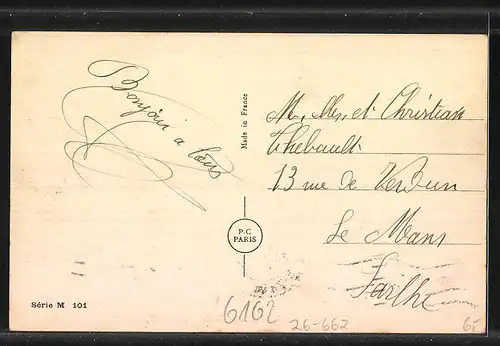 Bonjour a tous
Made in France
M, Me, et Christian
Thebault
13 rue de Verdun
Le Mans
Sarthe
P-C
PARIS
Série M 101
6162
26-662